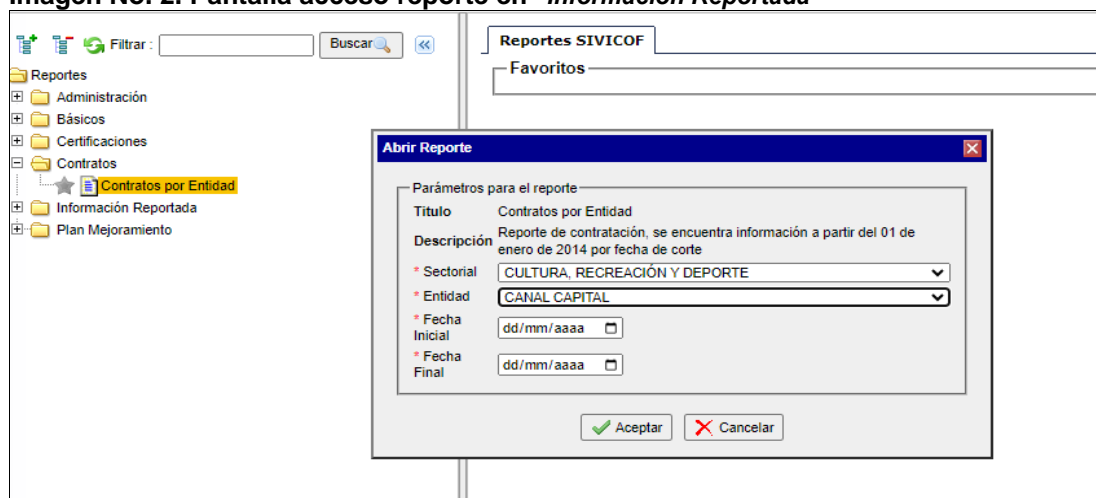 Imagen No. 2. Pantalla acceso reporte en "Información Reportada"
Filtrar :
Buscar
Reportes
Administración
Básicos
Certificaciones
Contratos
Contratos por Entidad
Información Reportada
Plan Mejoramiento
Reportes SIVICOF
Favoritos
Abrir Reporte
Parámetros para el reporte
Título Contratos por Entidad
Descripción Reporte de contratación, se encuentra información a partir del 01 de
enero de 2014 por fecha de corte
* Sectorial CULTURA, RECREACIÓN Y DEPORTE
* Entidad CANAL CAPITAL
* Fecha
Inicial dd/mm/aaaa
* Fecha
Final dd/mm/aaaa
Aceptar Cancelar